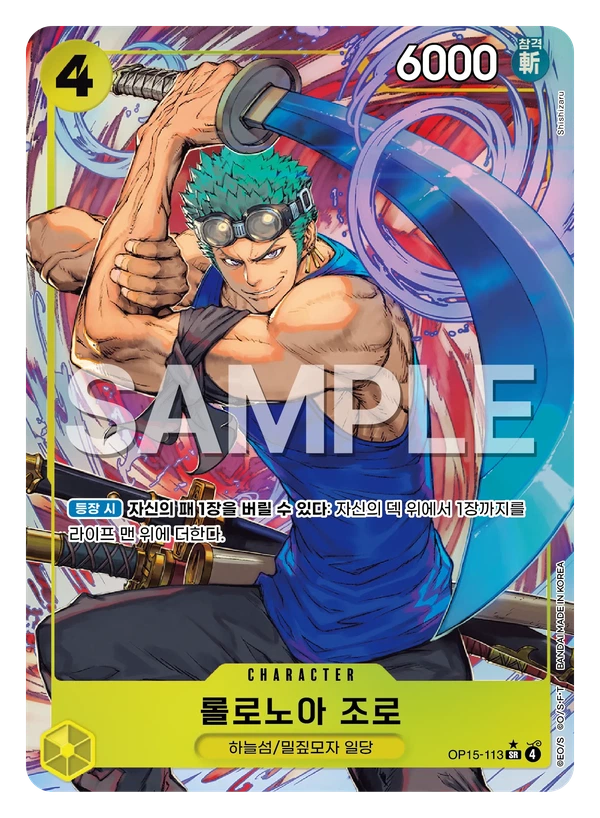 4
6000
참격
斬
Shiishizaru
SAMPLE
등장 시 자신의 패 1장을 버릴 수 있다: 자신의 덱 위에서 1장까지를
라이프 맨 위에 더한다.
CHARACTER
롤로노아 조로
하늘섬/밀짚모자 일당
OP15-113 ★ SR 4
©EO/S ©O/S·F·T BANDAI MADE IN KOREA